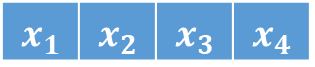 x₁ x₂ x₃ x₄